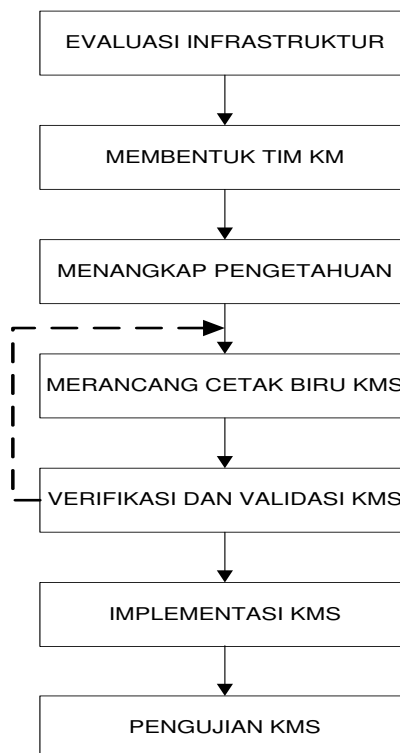 EVALUASI INFRASTRUKTUR
MEMBENTUK TIM KM
MENANGKAP PENGETAHUAN
MERANCANG CETAK BIRU KMS
VERIFIKASI DAN VALIDASI KMS
IMPLEMENTASI KMS
PENGUJIAN KMS